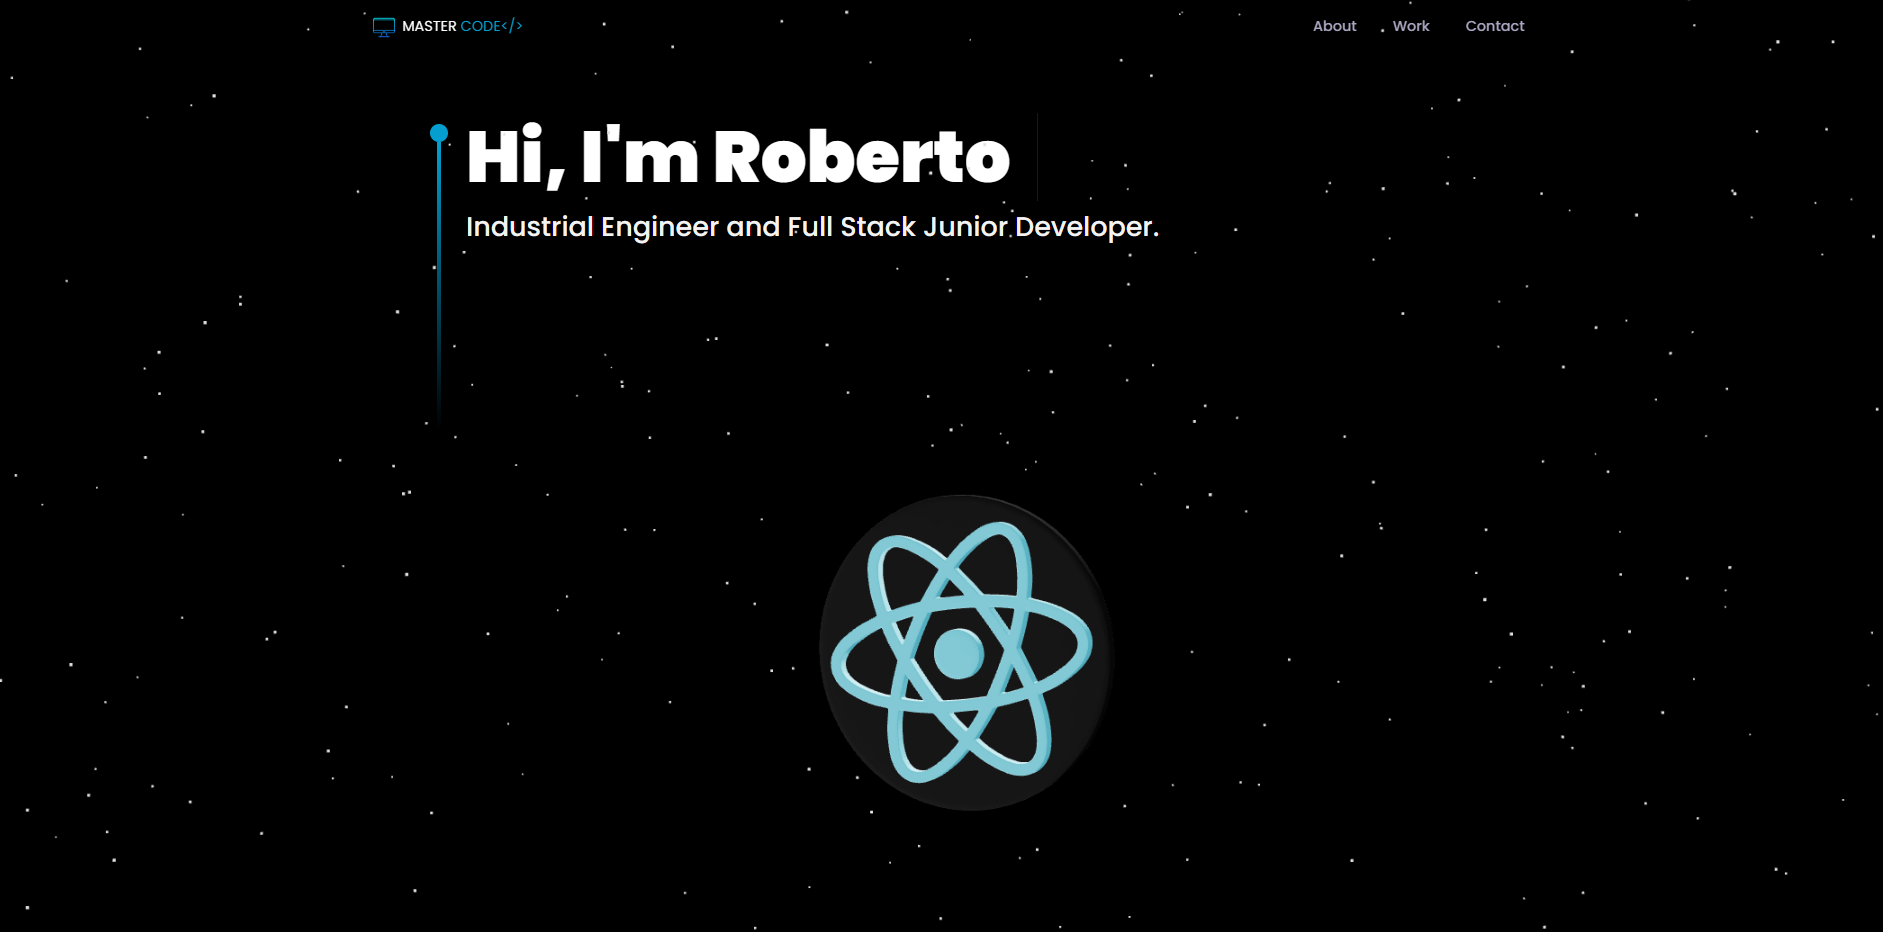 MASTER CODE</>
About Work Contact
Hi, I'm Roberto
Industrial Engineer and Full Stack Junior Developer.